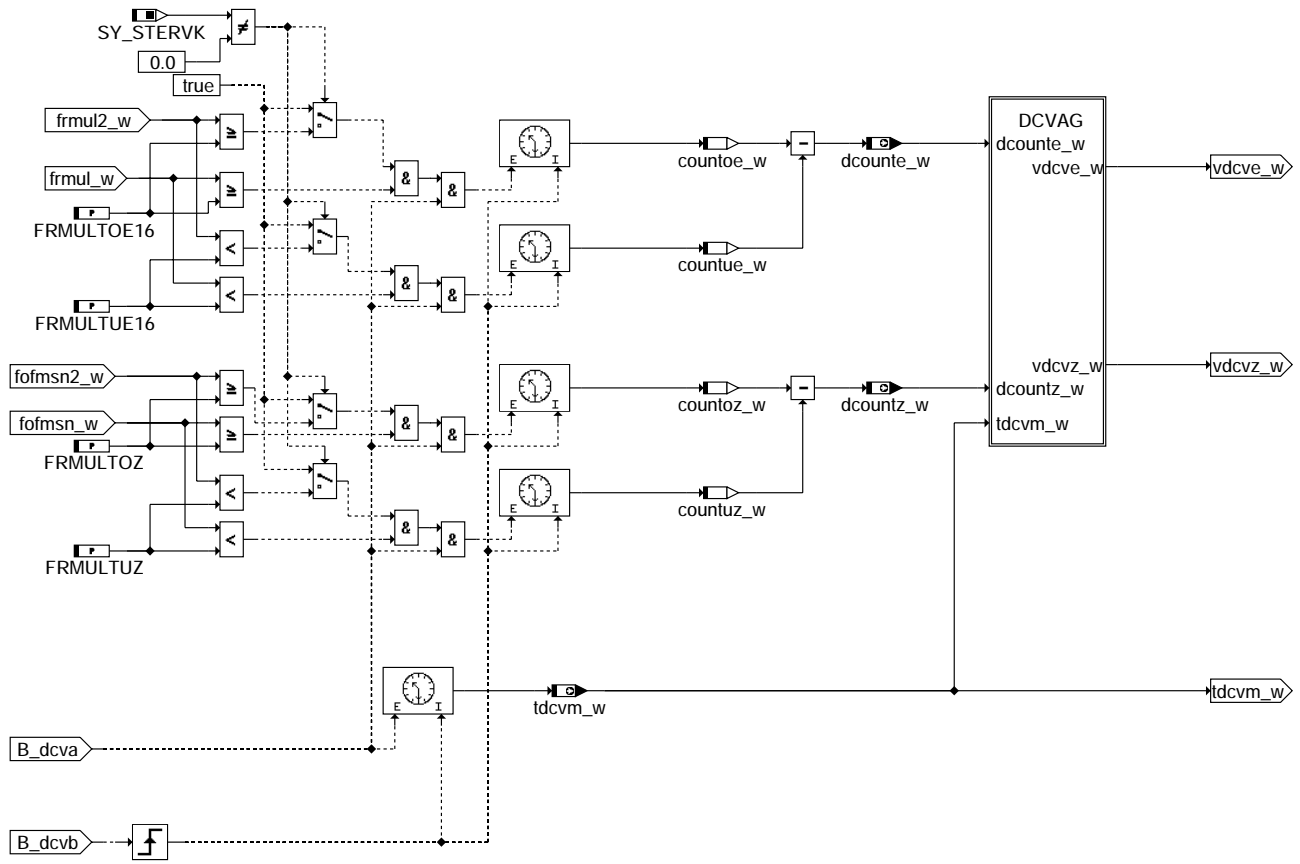 SY_STERVK
≠
0.0
true
frmul2_w
≥
frmul_w
≥
FRMULTOE16
<
<
FRMULTUE16
&
&
&
&
E I
countoe_w
-
dcounte_w
E I
countue_w
DCVAG
dcounte_w
vdcve_w
vdcve_w
fofmsn2_w
≥
fofmsn_w
≥
FRMULTOZ
<
<
FRMULTUZ
&
&
&
&
E I
countoz_w
-
dcountz_w
E I
countuz_w
vdcvz_w
dcountz_w
tdcvm_w
vdcvz_w
P
P
P
P
E I
tdcvm_w
tdcvm_w
B_dcva
B_dcvb